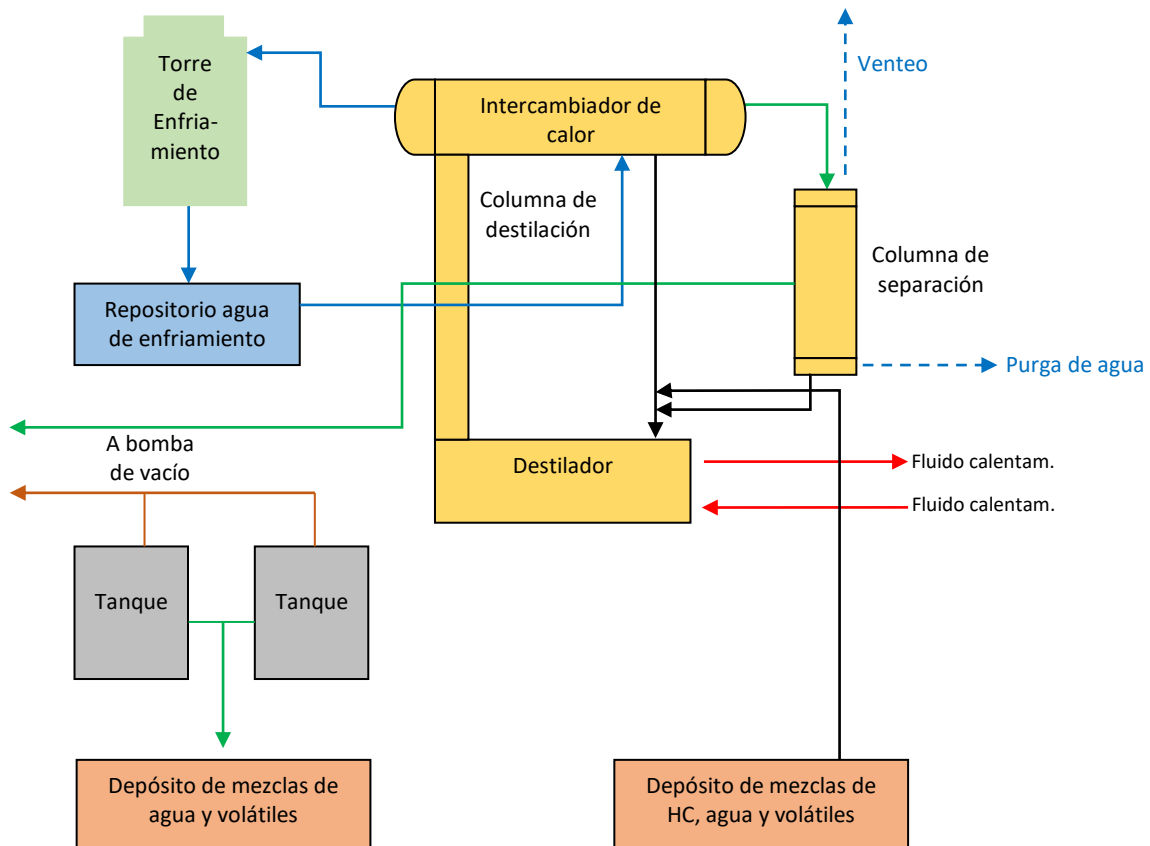 Torre
de
Enfria-
miento
Intercambiador de
calor
Venteo
Columna de
destilación
Columna de
separación
Repositorio agua
de enfriamiento
Purga de agua
A bomba
de vacío
Destilador
Fluido calentam.
Fluido calentam.
Tanque
Tanque
Depósito de mezclas de
agua y volátiles
Depósito de mezclas de
HC, agua y volátiles